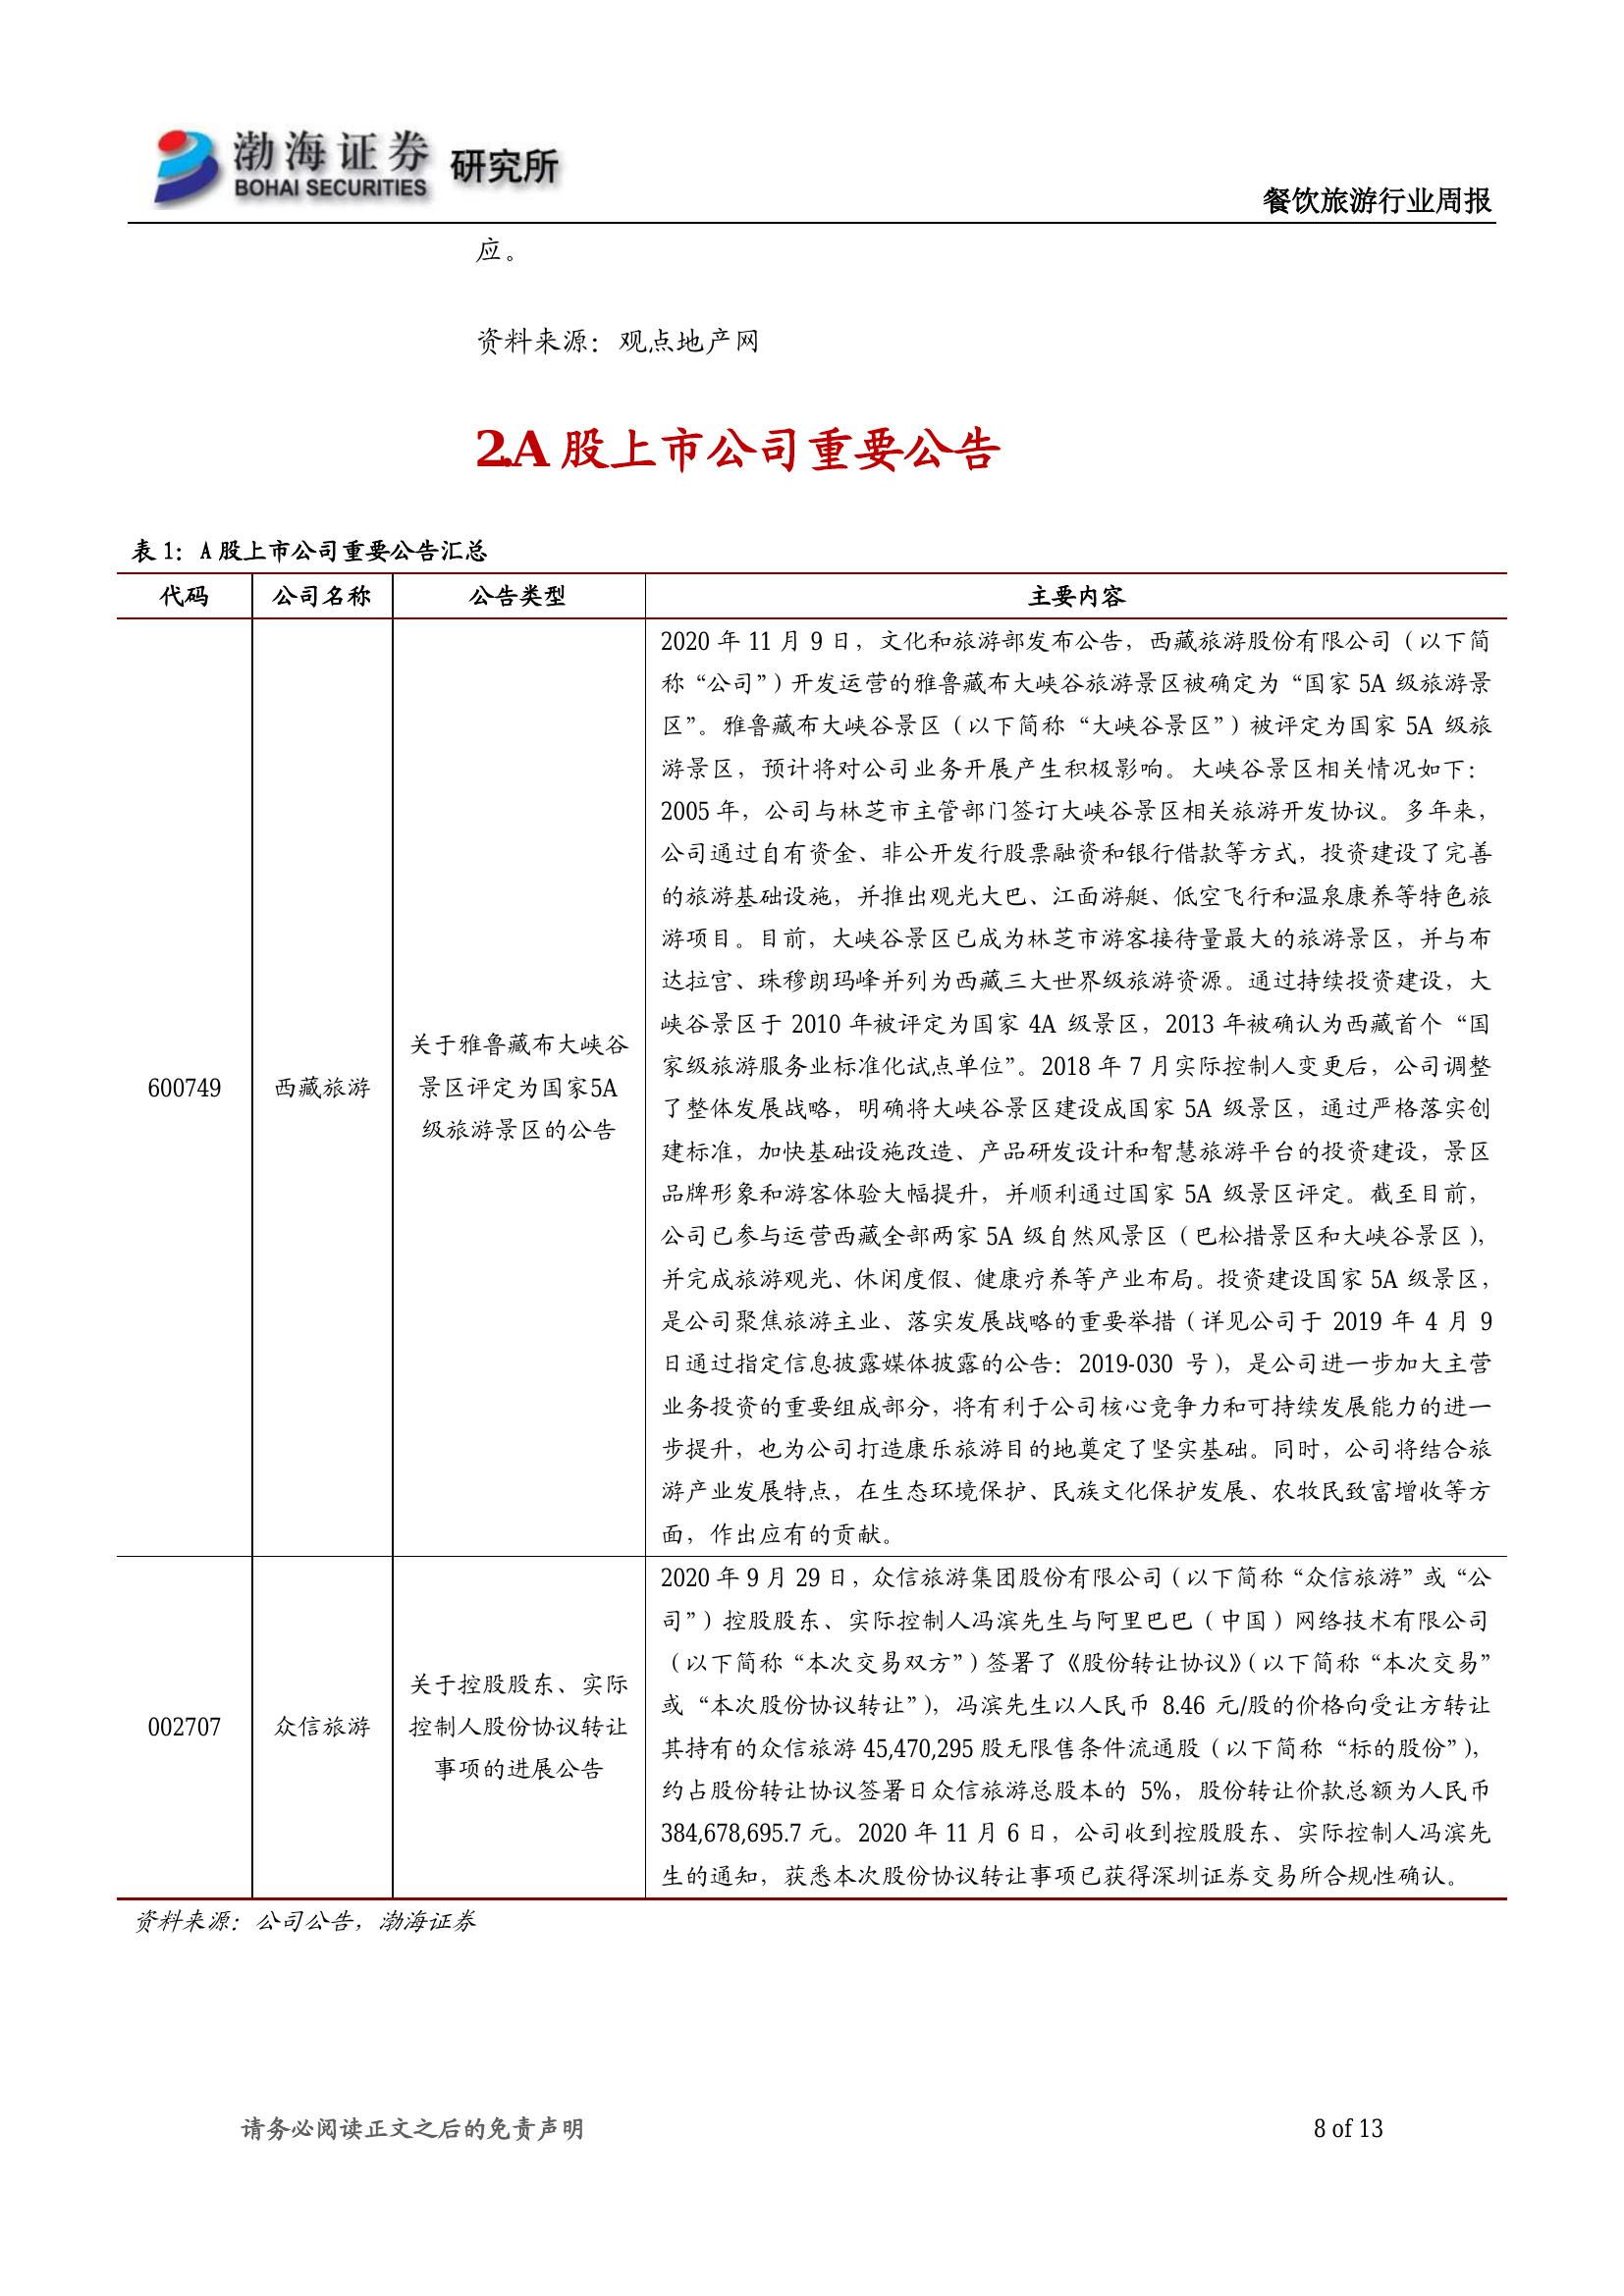 渤海证券 研究所
BOHAI SECURITIES
餐饮旅游行业周报
应。
资料来源：观点地产网
2.A 股上市公司重要公告
表 1：A 股上市公司重要公告汇总
代码 公司名称 公告类型 主要内容
600749
西藏旅游
关于雅鲁藏布大峡谷
景区评定为国家5A
级旅游景区的公告
2020 年 11 月 9 日，文化和旅游部发布公告，西藏旅游股份有限公司（以下简
称“公司”）开发运营的雅鲁藏布大峡谷旅游景区被确定为“国家 5A 级旅游景
区”。雅鲁藏布大峡谷景区（以下简称“大峡谷景区”）被评定为国家 5A 级旅
游景区，预计将对公司业务开展产生积极影响。大峡谷景区相关情况如下：
2005 年，公司与林芝市主管部门签订大峡谷景区相关旅游开发协议。多年来，
公司通过自有资金、非公开发行股票融资和银行借款等方式，投资建设了完善
的旅游基础设施，并推出观光大巴、江面游艇、低空飞行和温泉康养等特色旅
游项目。目前，大峡谷景区已成为林芝市游客接待量最大的旅游景区，并与布
达拉宫、珠穆朗玛峰并列为西藏三大世界级旅游资源。通过持续投资建设，大
峡谷景区于 2010 年被评定为国家 4A 级景区，2013 年被确认为西藏首个“国
家级旅游服务业标准化试点单位”。2018 年 7 月实际控制人变更后，公司调整
了整体发展战略，明确将大峡谷景区建设成国家 5A 级景区，通过严格落实创
建标准，加快基础设施改造、产品研发设计和智慧旅游平台的投资建设，景区
品牌形象和游客体验大幅提升，并顺利通过国家 5A 级景区评定。截至目前，
公司已参与运营西藏全部两家 5A 级自然风景区（巴松措景区和大峡谷景区），
并完成旅游观光、休闲度假、健康疗养等产业布局。投资建设国家 5A 级景区，
是公司聚焦旅游主业、落实发展战略的重要举措（详见公司于 2019 年 4 月 9
日通过指定信息披露媒体披露的公告：2019-030 号），是公司进一步加大主营
业务投资的重要组成部分，将有利于公司核心竞争力和可持续发展能力的进一
步提升，也为公司打造康乐旅游目的地奠定了坚实基础。同时，公司将结合旅
游产业发展特点，在生态环境保护、民族文化保护发展、农牧民致富增收等方
面，作出应有的贡献。
002707
众信旅游
关于控股股东、实际
控制人股份协议转让
事项的进展公告
2020 年 9 月 29 日，众信旅游集团股份有限公司（以下简称“众信旅游”或“公
司”）控股股东、实际控制人冯滨先生与阿里巴巴（中国）网络技术有限公司
（以下简称“本次交易双方”）签署了《股份转让协议》（以下简称“本次交易”
或“本次股份协议转让”），冯滨先生以人民币 8.46 元/股的价格向受让方转让
其持有的众信旅游 45,470,295 股无限售条件流通股（以下简称“标的股份”），
约占股份转让协议签署日众信旅游总股本的 5%，股份转让价款总额为人民币
384,678,695.7 元。2020 年 11 月 6 日，公司收到控股股东、实际控制人冯滨先
生的通知，获悉本次股份协议转让事项已获得深圳证券交易所合规性确认。
资料来源：公司公告，渤海证券
请务必阅读正文之后的免责声明
8 of 13